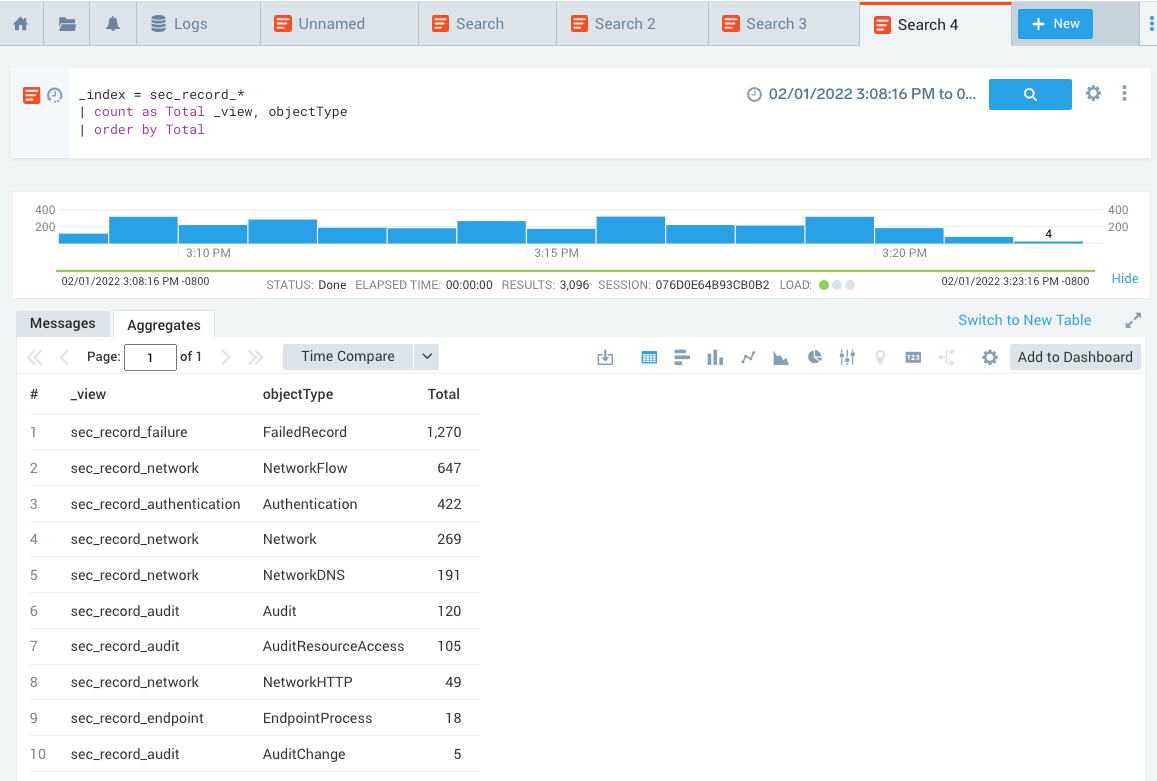 Logs
Unnamed
Search
Search 2
Search 3
Search 4
+ New
_index = sec_record_*
| count as Total _view, objectType
| order by Total
02/01/2022 3:08:16 PM to 0...
400
200
400
200
4
3:10 PM
3:15 PM
3:20 PM
02/01/2022 3:08:16 PM -0800
STATUS: Done ELAPSED TIME: 00:00:00 RESULTS: 3,096 SESSION: 076D0E64B93CB0B2 LOAD:
02/01/2022 3:23:16 PM -0800
Hide
Messages
Aggregates
Switch to New Table
Page: 1 of 1
Time Compare
123
Add to Dashboard
# _view objectType Total
1 sec_record_failure FailedRecord 1,270
2 sec_record_network NetworkFlow 647
3 sec_record_authentication Authentication 422
4 sec_record_network Network 269
5 sec_record_network NetworkDNS 191
6 sec_record_audit Audit 120
7 sec_record_audit AuditResourceAccess 105
8 sec_record_network NetworkHTTP 49
9 sec_record_endpoint EndpointProcess 18
10 sec_record_audit AuditChange 5